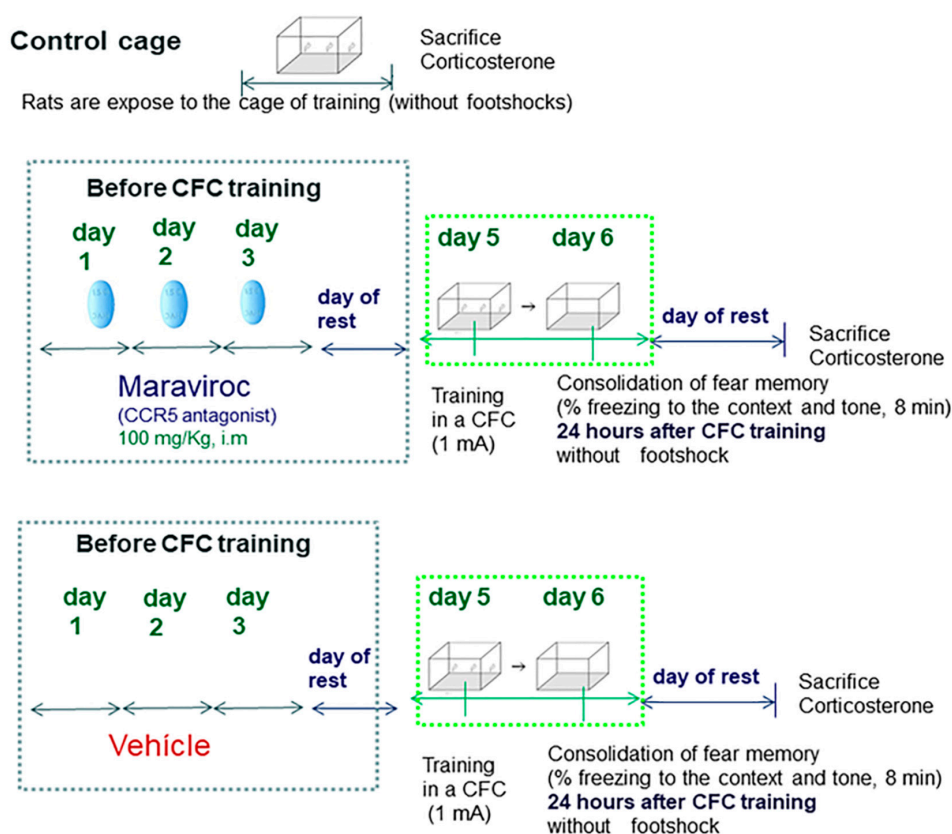 Control cage
Sacrifice
Corticosterone
Rats are expose to the cage of training (without footshocks)
Before CFC training
day
1
day
2
day
3
day of
rest
Maraviroc
(CCR5 antagonist)
100 mg/Kg, i.m
day 5
day 6
→
Training
in a CFC
(1 mA)
Consolidation of fear memory
(% freezing to the context and tone, 8 min)
24 hours after CFC training
without footshock
day of rest
Sacrifice
Corticosterone
Before CFC training
day
1
day
2
day
3
day of
rest
Vehícle
day 5
day 6
→
Training
in a CFC
(1 mA)
Consolidation of fear memory
(% freezing to the context and tone, 8 min)
24 hours after CFC training
without footshock
day of rest
Sacrifice
Corticosterone